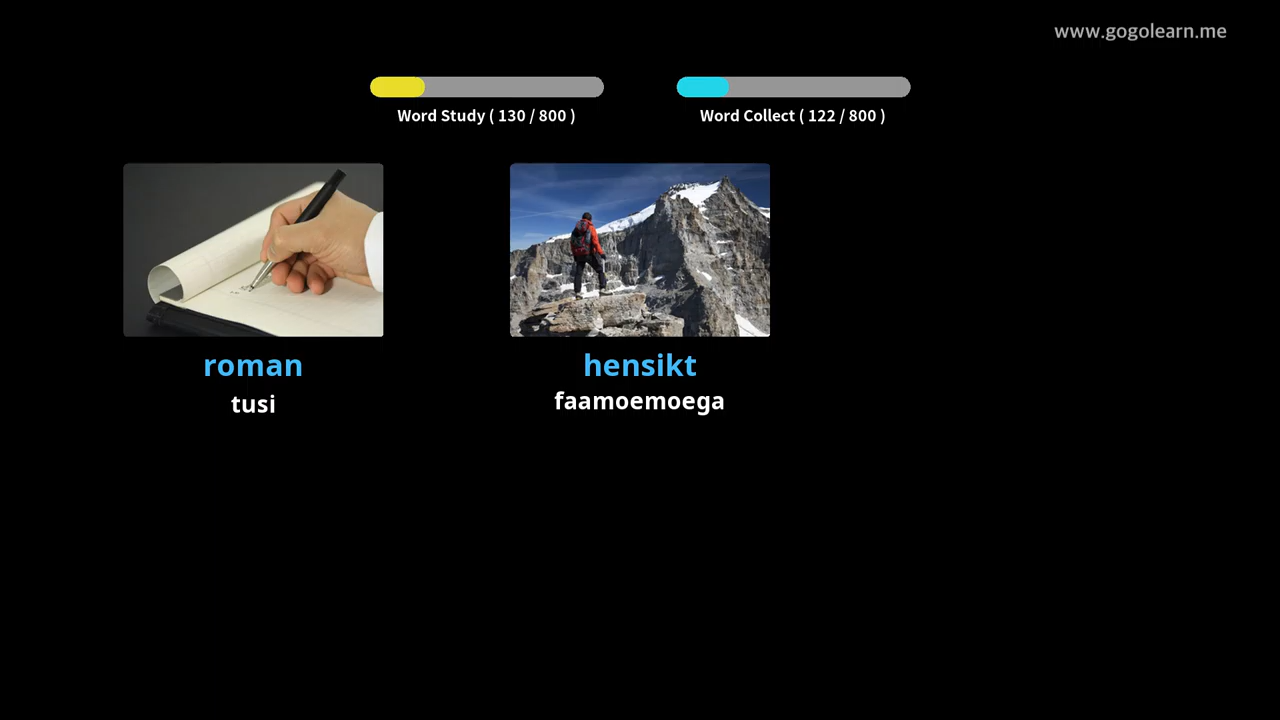 www.gogolearn.me
Word Study ( 130 / 800 )
Word Collect ( 122 / 800 )
roman
tusi
hensikt
faamoemoega